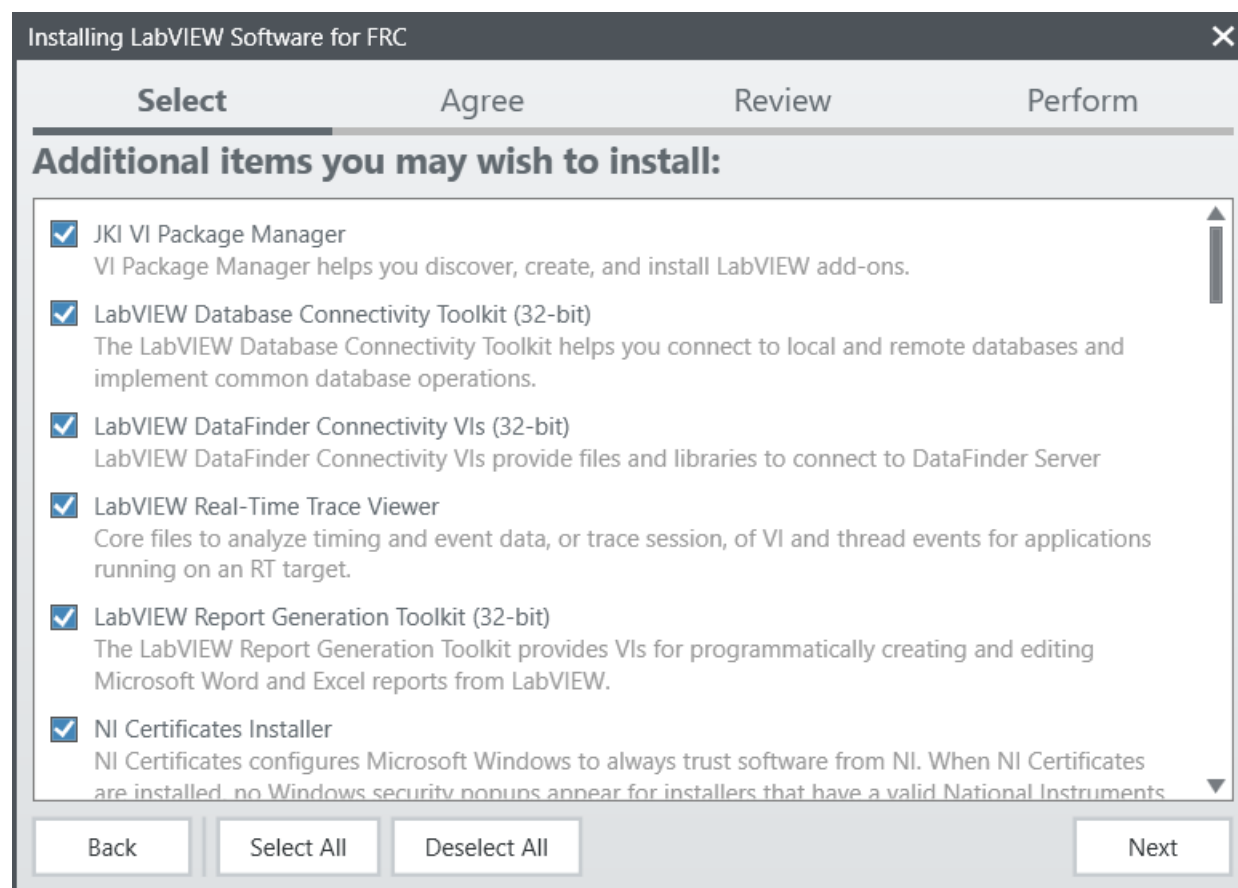 Installing LabVIEW Software for FRC
Select Agree Review Perform
Additional items you may wish to install:
JKI VI Package Manager
VI Package Manager helps you discover, create, and install LabVIEW add-ons.
LabVIEW Database Connectivity Toolkit (32-bit)
The LabVIEW Database Connectivity Toolkit helps you connect to local and remote databases and
implement common database operations.
LabVIEW DataFinder Connectivity VIs (32-bit)
LabVIEW DataFinder Connectivity VIs provide files and libraries to connect to DataFinder Server
LabVIEW Real-Time Trace Viewer
Core files to analyze timing and event data, or trace session, of VI and thread events for applications
running on an RT target.
LabVIEW Report Generation Toolkit (32-bit)
The LabVIEW Report Generation Toolkit provides VIs for programmatically creating and editing
Microsoft Word and Excel reports from LabVIEW.
NI Certificates Installer
NI Certificates configures Microsoft Windows to always trust software from NI. When NI Certificates
are installed, no Windows security popups appear for installers that have a valid National Instruments
Back Select All Deselect All Next